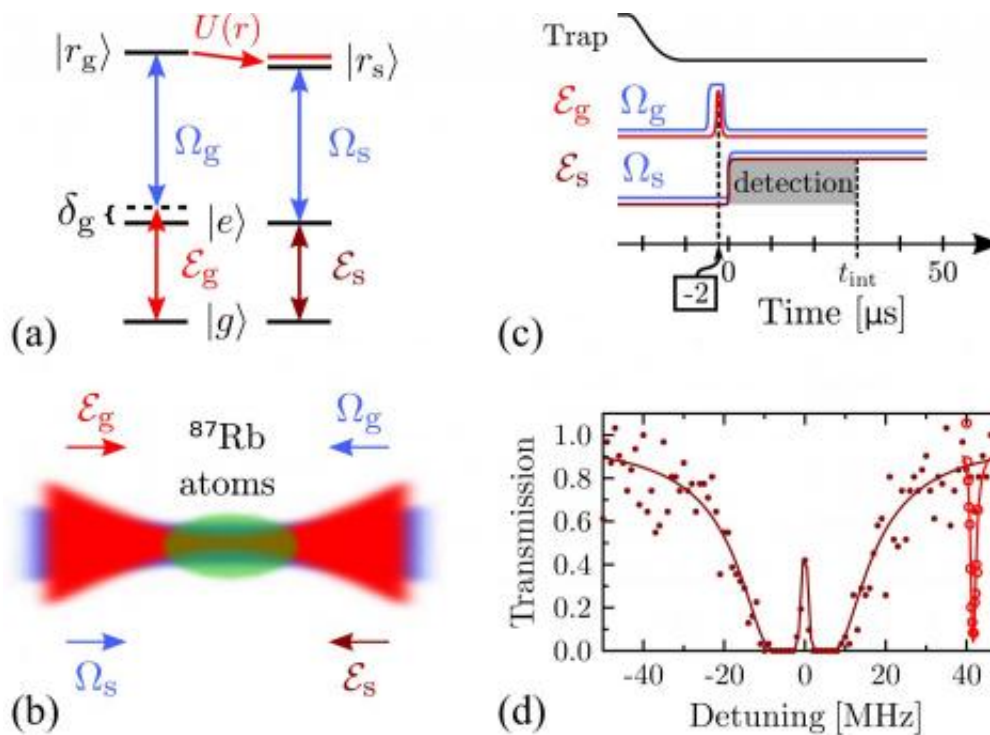 U(r)
|r_g⟩ |r_s⟩
Ω_g Ω_s
δ_g { |e⟩
ℰ_g ℰ_s
|g⟩
(a)
Trap
ℰ_g Ω_g
ℰ_s Ω_s detection
-2 0 t_int 50
Time [μs]
(c)
ℰ_g Ω_g
⁸⁷Rb
atoms
Ω_s ℰ_s
(b)
Transmission
1.0
0.8
0.6
0.4
0.2
0.0
-40 -20 0 20 40
Detuning [MHz]
(d)